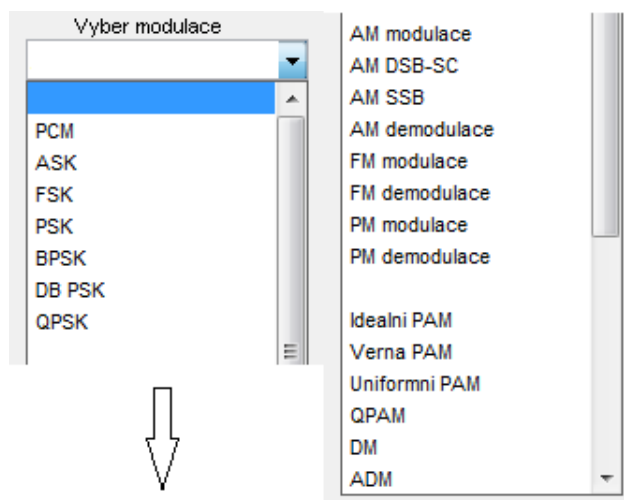 Vyber modulace
PCM
ASK
FSK
PSK
BPSK
DB PSK
QPSK
AM modulace
AM DSB-SC
AM SSB
AM demodulace
FM modulace
FM demodulace
PM modulace
PM demodulace
Idealni PAM
Verna PAM
Uniformni PAM
QPAM
DM
ADM